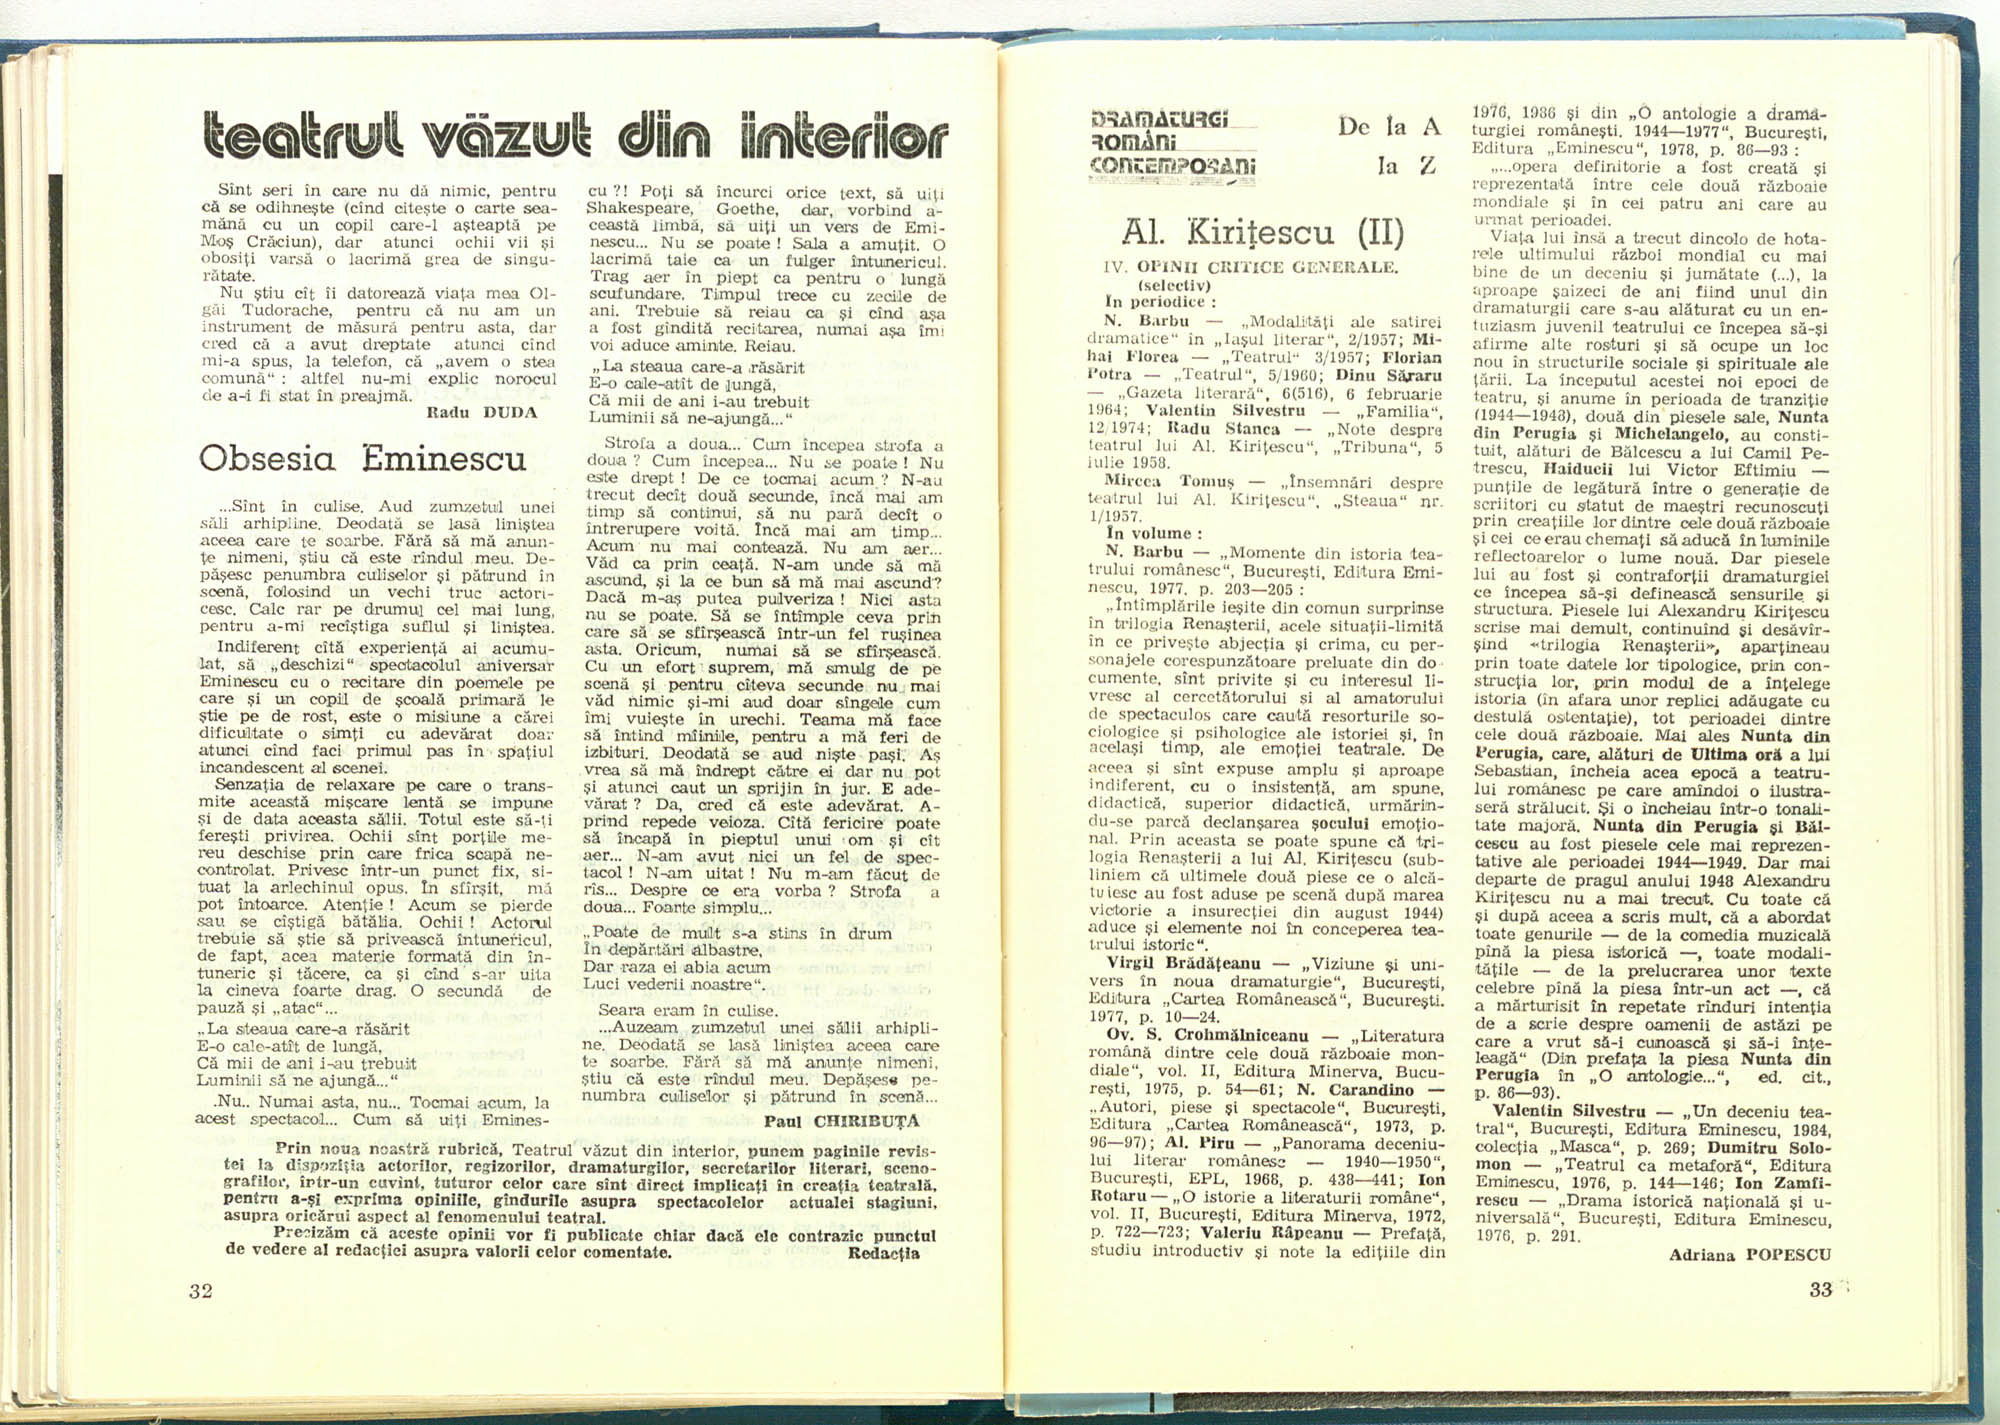 teatrul văzut din interior
Sînt seri în care nu dă nimic, pentru
că se odihnește (cînd citește o carte sea-
mănă cu un copil care-l așteaptă pe
Moș Crăciun), dar atunci ochii vii și
obosiți varsă o lacrimă grea de singu-
rătate.
Nu știu cît îi datorează viața mea Ol-
găi Tudorache, pentru că nu am un
instrument de măsură pentru asta, dar
cred că a avut dreptate atunci cînd
mi-a spus, la telefon, că „avem o stea
comună“ : altfel nu-mi explic norocul
de a-i fi stat în preajmă.
Radu DUDA
Obsesia Eminescu
...Sînt în culise. Aud zumzetul unei
săli arhipline. Deodată se lasă liniștea
aceea care te soarbe. Fără să mă anun-
țe nimeni, știu că este rîndul meu. De-
pășesc penumbra culiselor și pătrund în
scenă, folosind un vechi truc actori-
cesc. Calc rar pe drumul cel mai lung,
pentru a-mi recîștiga suflul și liniștea.
Indiferent cîtă experiență ai acumu-
lat, să „deschizi“ spectacolul aniversar
Eminescu cu o recitare din poemele pe
care și un copil de școală primară le
știe pe de rost, este o misiune a cărei
dificultate o simți cu adevărat doar
atunci cînd faci primul pas în spațiul
incandescent al scenei.
Senzația de relaxare pe care o trans-
mite această mișcare lentă se impune
și de data aceasta sălii. Totul este să-ți
ferești privirea. Ochii sînt porțile me-
reu deschise prin care frica scapă ne-
controlat. Privesc într-un punct fix, si-
tuat la arlechinul opus. În sfîrșit, mă
pot întoarce. Atenție ! Acum se pierde
sau se cîștigă bătălia. Ochii ! Actorul
trebuie să știe să privească întunericul,
de fapt, acea materie formată din în-
tuneric și tăcere, ca și cînd s-ar uita
la cineva foarte drag. O secundă de
pauză și „atac“...
„La steaua care-a răsărit
E-o cale-atît de lungă,
Că mii de ani i-au trebuit
Luminii să ne ajungă...“
.Nu.. Numai asta, nu... Tocmai acum, la
acest spectacol... Cum să uiți Emines-
cu ?! Poți să încurci orice text, să uiți
Shakespeare, Goethe, dar, vorbind a-
ceastă limbă, să uiți un vers de Emi-
nescu... Nu se poate ! Sala a amuțit. O
lacrimă taie ca un fulger întunericul.
Trag aer în piept ca pentru o lungă
scufundare. Timpul trece cu zecile de
ani. Trebuie să reiau ca și cînd așa
a fost gîndită recitarea, numai așa îmi
voi aduce aminte. Reiau.
„La steaua care-a răsărit
E-o cale-atît de lungă,
Că mii de ani i-au trebuit
Luminii să ne-ajungă...“
Strofa a doua... Cum începea strofa a
doua ? Cum începea... Nu se poate ! Nu
este drept ! De ce tocmai acum ? N-au
trecut decît două secunde, încă mai am
timp să continui, să nu pară decît o
întrerupere voită. Încă mai am timp...
Acum nu mai contează. Nu am aer...
Văd ca prin ceață. N-am unde să mă
ascund, și la ce bun să mă mai ascund?
Dacă m-aș putea pulveriza ! Nici asta
nu se poate. Să se întîmple ceva prin
care să se sfîrșească într-un fel rușinea
asta. Oricum, numai să se sfîrșească.
Cu un efort suprem, mă smulg de pe
scenă și pentru cîteva secunde nu mai
văd nimic și-mi aud doar sîngele cum
îmi vuiește în urechi. Teama mă face
să întind mîinile, pentru a mă feri de
izbituri. Deodată se aud niște pași. Aș
vrea să mă îndrept către ei dar nu pot
și atunci caut un sprijin în jur. E ade-
vărat ? Da, cred că este adevărat. A-
prind repede veioza. Cîtă fericire poate
să încapă în pieptul unui om și cît
aer... N-am avut nici un fel de spec-
tacol ! N-am uitat ! Nu m-am făcut de
rîs... Despre ce era vorba ? Strofa a
doua... Foarte simplu...
„Poate de mult s-a stins în drum
În depărtări albastre,
Dar raza ei abia acum
Luci vederii noastre“.
Seara eram în culise.
...Auzeam zumzetul unei sălii arhipli-
ne. Deodată se lasă liniștea aceea care
te soarbe. Fără să mă anunțe nimeni,
știu că este rîndul meu. Depășesc pe-
numbra culiselor și pătrund în scenă...
Paul CHIRIBUȚĂ
Prin noua noastră rubrică, Teatrul văzut din interior, punem paginile revis-
tei la dispoziția actorilor, regizorilor, dramaturgilor, secretarilor literari, sceno-
grafilor, într-un cuvînt, tuturor celor care sînt direct implicați în creația teatrală,
pentru a-și exprima opiniile, gîndurile asupra spectacolelor actualei stagiuni,
asupra oricărui aspect al fenomenului teatral.
Precizăm că aceste opinii vor fi publicate chiar dacă ele contrazic punctul
de vedere al redacției asupra valorii celor comentate. Redacția
32
DRAMATURGI
ROMÂNI
CONTEMPORANI
De la A
la Z
Al. Kirițescu (II)
IV. OPINII CRITICE GENERALE.
(selectiv)
În periodice :
N. Barbu — „Modalități ale satirei
dramatice“ în „Iașul literar“, 2/1957; Mi-
hai Florea — „Teatrul“ 3/1957; Florian
Potra — „Teatrul“, 5/1960; Dinu Săraru
— „Gazeta literară“, 6(516), 6 februarie
1964; Valentin Silvestru — „Familia“,
12/1974; Radu Stanca — „Note despre
teatrul lui Al. Kirițescu“, „Tribuna“, 5
iulie 1958.
Mircea Tomuș — „Însemnări despre
teatrul lui Al. Kirițescu“, „Steaua“ nr.
1/1957.
În volume :
N. Barbu — „Momente din istoria tea-
trului românesc“, București, Editura Emi-
nescu, 1977, p. 203—205 :
„Întîmplările ieșite din comun surprinse
în trilogia Renașterii, acele situații-limită
în ce privește abjecția și crima, cu per-
sonajele corespunzătoare preluate din do-
cumente, sînt privite și cu interesul li-
vresc al cercetătorului și al amatorului
de spectaculos care caută resorturile so-
ciologice și psihologice ale istoriei și, în
același timp, ale emoției teatrale. De
aceea și sînt expuse amplu și aproape
indiferent, cu o insistență, am spune,
didactică, superior didactică, urmărin-
du-se parcă declanșarea șocului emoțio-
nal. Prin aceasta se poate spune că tri-
logia Renașterii a lui Al. Kirițescu (sub-
liniem că ultimele două piese ce o alcă-
tuiesc au fost aduse pe scenă după marea
victorie a insurecției din august 1944)
aduce și elemente noi în conceperea tea-
trului istoric“.
Virgil Brădățeanu — „Viziune și uni-
vers în noua dramaturgie“, București,
Editura „Cartea Românească“, București.
1977, p. 10—24.
Ov. S. Crohmălniceanu — „Literatura
română dintre cele două războaie mon-
diale“, vol. II, Editura Minerva, Bucu-
rești, 1975, p. 54—61; N. Carandino —
„Autori, piese și spectacole“, București,
Editura „Cartea Românească“, 1973, p.
96—97); Al. Piru — „Panorama deceniu-
lui literar românesc — 1940—1950“,
București, EPL, 1968, p. 438—441; Ion
Rotaru — „O istorie a literaturii române“,
vol. II, București, Editura Minerva, 1972,
p. 722—723; Valeriu Râpeanu — Prefață,
studiu introductiv și note la edițiile din
1976, 1986 și din „O antologie a drama-
turgiei românești. 1944—1977“, București,
Editura „Eminescu“, 1978, p. 86—93 :
„...opera definitorie a fost creată și
reprezentată între cele două războaie
mondiale și în cei patru ani care au
urmat perioadei.
Viața lui însă a trecut dincolo de hota-
rele ultimului război mondial cu mai
bine de un deceniu și jumătate (...), la
aproape șaizeci de ani fiind unul din
dramaturgii care s-au alăturat cu un en-
tuziasm juvenil teatrului ce începea să-și
afirme alte rosturi și să ocupe un loc
nou în structurile sociale și spirituale ale
țării. La începutul acestei noi epoci de
teatru, și anume în perioada de tranziție
(1944—1948), două din piesele sale, Nunta
din Perugia și Michelangelo, au consti-
tuit, alături de Bălcescu a lui Camil Pe-
trescu, Haiducii lui Victor Eftimiu —
punțile de legătură între o generație de
scriitori cu statut de maeștri recunoscuți
prin creațiile lor dintre cele două războaie
și cei ce erau chemați să aducă în luminile
reflectoarelor o lume nouă. Dar piesele
lui au fost și contraforții dramaturgiei
ce începea să-și definească sensurile și
structura. Piesele lui Alexandru Kirițescu
scrise mai demult, continuînd și desăvîr-
șind «trilogia Renașterii», aparțineau
prin toate datele lor tipologice, prin con-
strucția lor, prin modul de a înțelege
istoria (în afara unor replici adăugate cu
destulă ostentație), tot perioadei dintre
cele două războaie. Mai ales Nunta din
Perugia, care, alături de Ultima oră a lui
Sebastian, încheia acea epocă a teatru-
lui românesc pe care amîndoi o ilustra-
seră strălucit. Și o încheiau într-o tonali-
tate majoră. Nunta din Perugia și Băl-
cescu au fost piesele cele mai reprezen-
tative ale perioadei 1944—1949. Dar mai
departe de pragul anului 1948 Alexandru
Kirițescu nu a mai trecut. Cu toate că
și după aceea a scris mult, că a abordat
toate genurile — de la comedia muzicală
pînă la piesa istorică —, toate modali-
tățile — de la prelucrarea unor texte
celebre pînă la piesa într-un act —, că
a mărturisit în repetate rînduri intenția
de a scrie despre oamenii de astăzi pe
care a vrut să-i cunoască și să-i înțe-
leagă“ (Din prefața la piesa Nunta din
Perugia în „O antologie...“, ed. cit.,
p. 86—93).
Valentin Silvestru — „Un deceniu tea-
tral“, București, Editura Eminescu, 1984,
colecția „Masca“, p. 269; Dumitru Solo-
mon — „Teatrul ca metaforă“, Editura
Eminescu, 1976, p. 144—146; Ion Zamfi-
rescu — „Drama istorică națională și u-
niversală“, București, Editura Eminescu,
1976, p. 291.
Adriana POPESCU
33